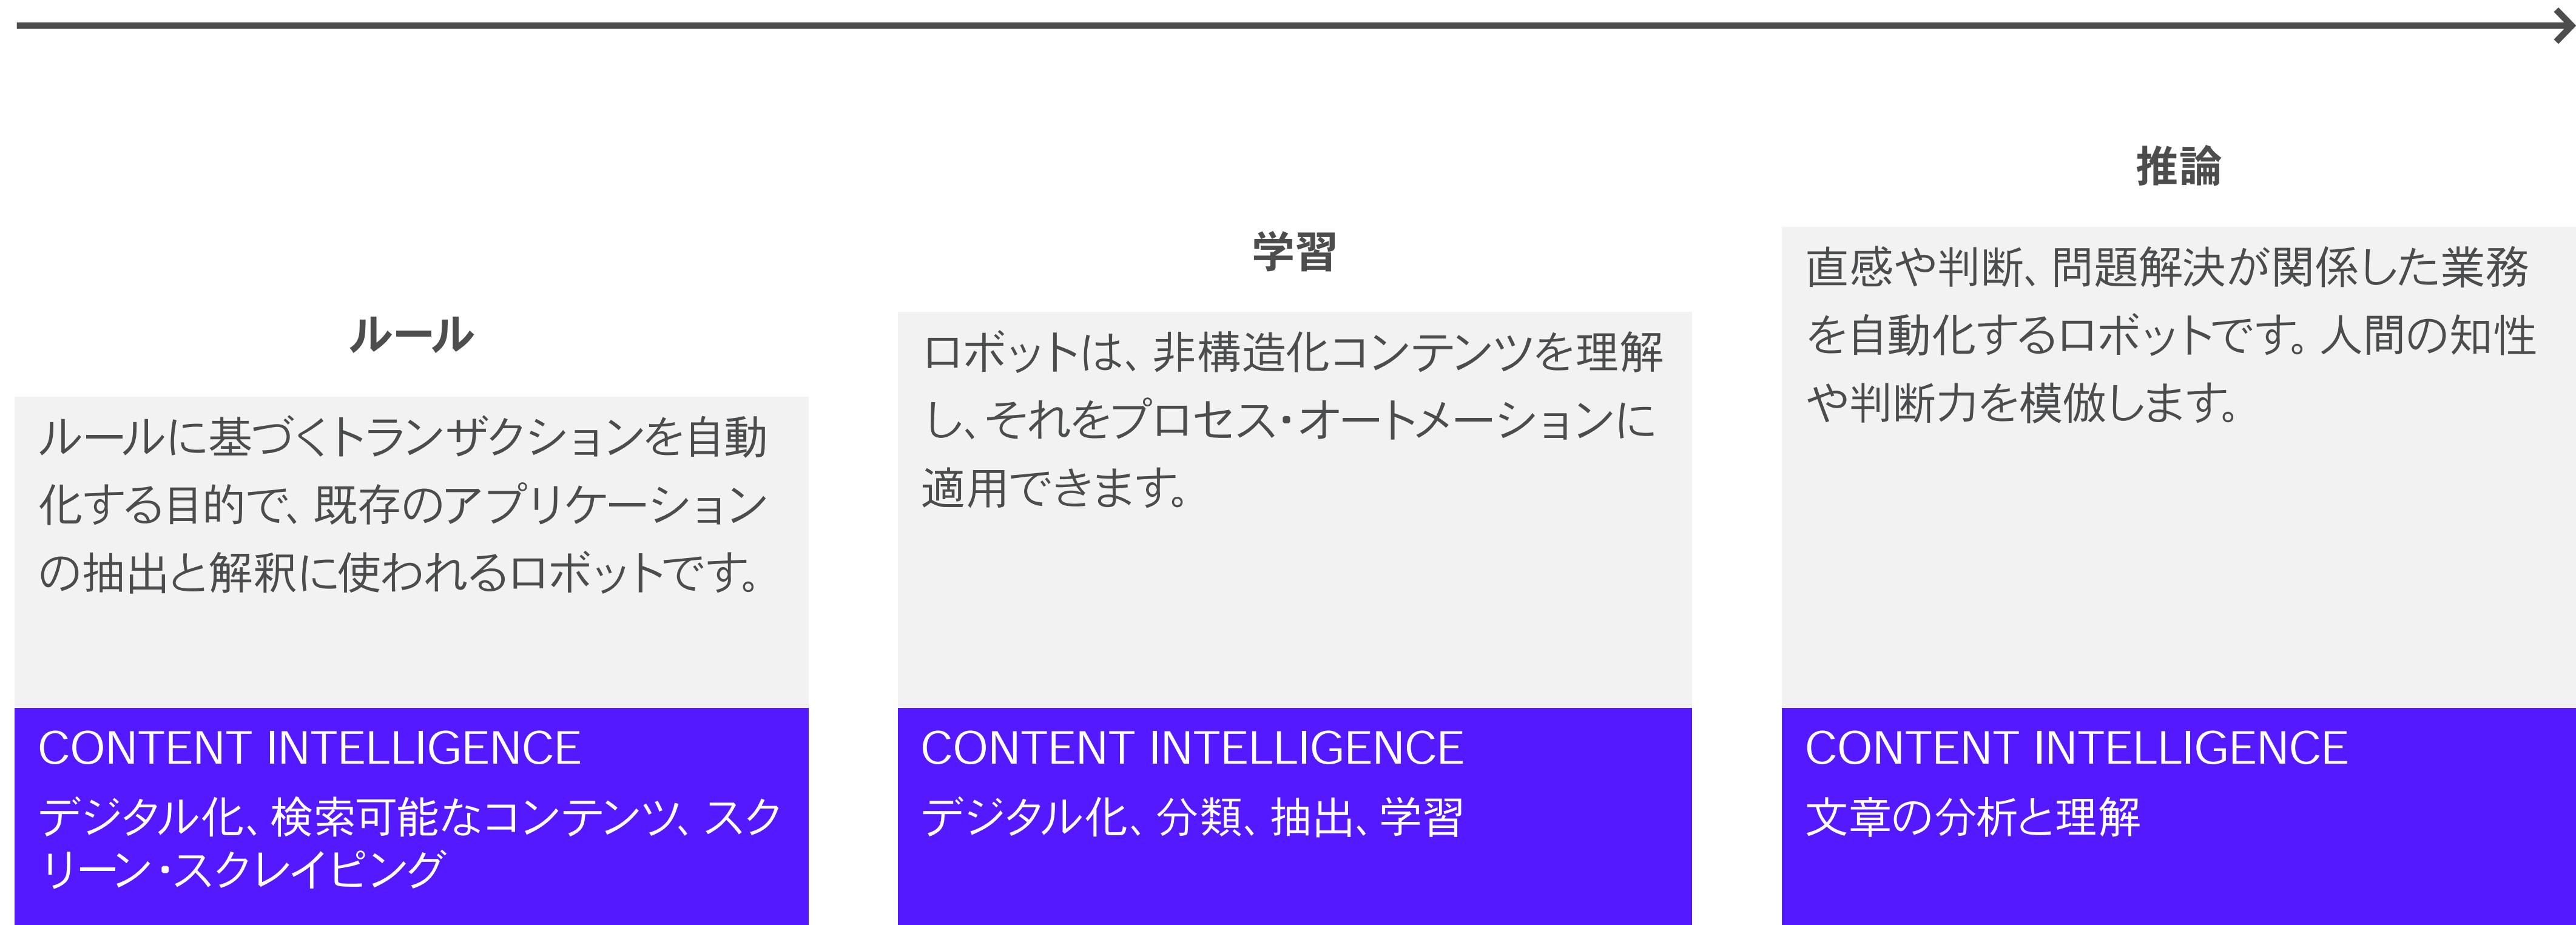 ルール
ルールに基づくトランザクションを自動
化する目的で、既存のアプリケーション
の抽出と解釈に使われるロボットです。
CONTENT INTELLIGENCE
デジタル化、検索可能なコンテンツ、スク
リーン・スクレイピング
学習
ロボットは、非構造化コンテンツを理解
し、それをプロセス・オートメーションに
適用できます。
CONTENT INTELLIGENCE
デジタル化、分類、抽出、学習
推論
直感や判断、問題解決が関係した業務
を自動化するロボットです。人間の知性
や判断力を模倣します。
CONTENT INTELLIGENCE
文章の分析と理解